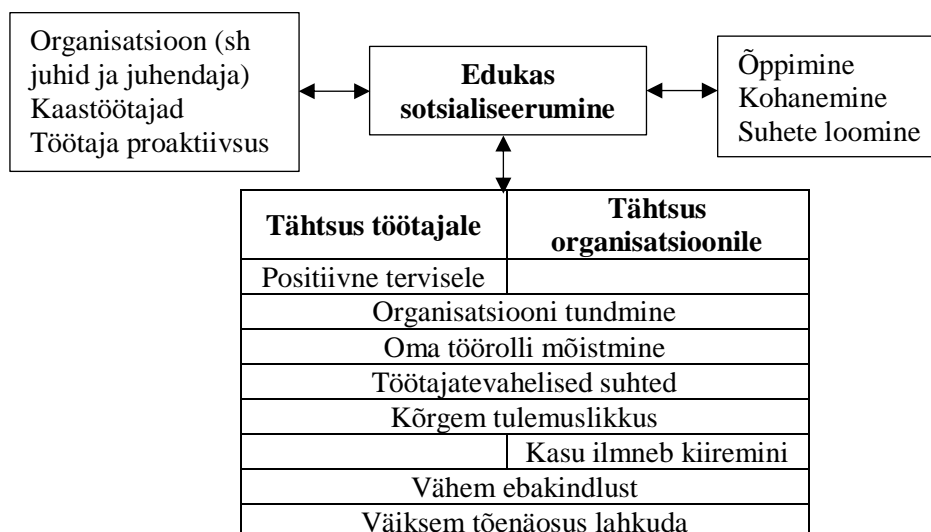 Organisatsioon (sh
juhid ja juhendaja)
Kaastöötajad
Töötaja proaktiivsus
Edukas
sotsialiseerumine
Õppimine
Kohanemine
Suhete loomine
Tähtsus töötajale
Tähtsus
organisatsioonile
Positiivne tervisele
Organisatsiooni tundmine
Oma töörolli mõistmine
Töötajatevahelised suhted
Kõrgem tulemuslikkus
Kasu ilmneb kiiremini
Vähem ebakindlust
Väiksem tõenäosus lahkuda